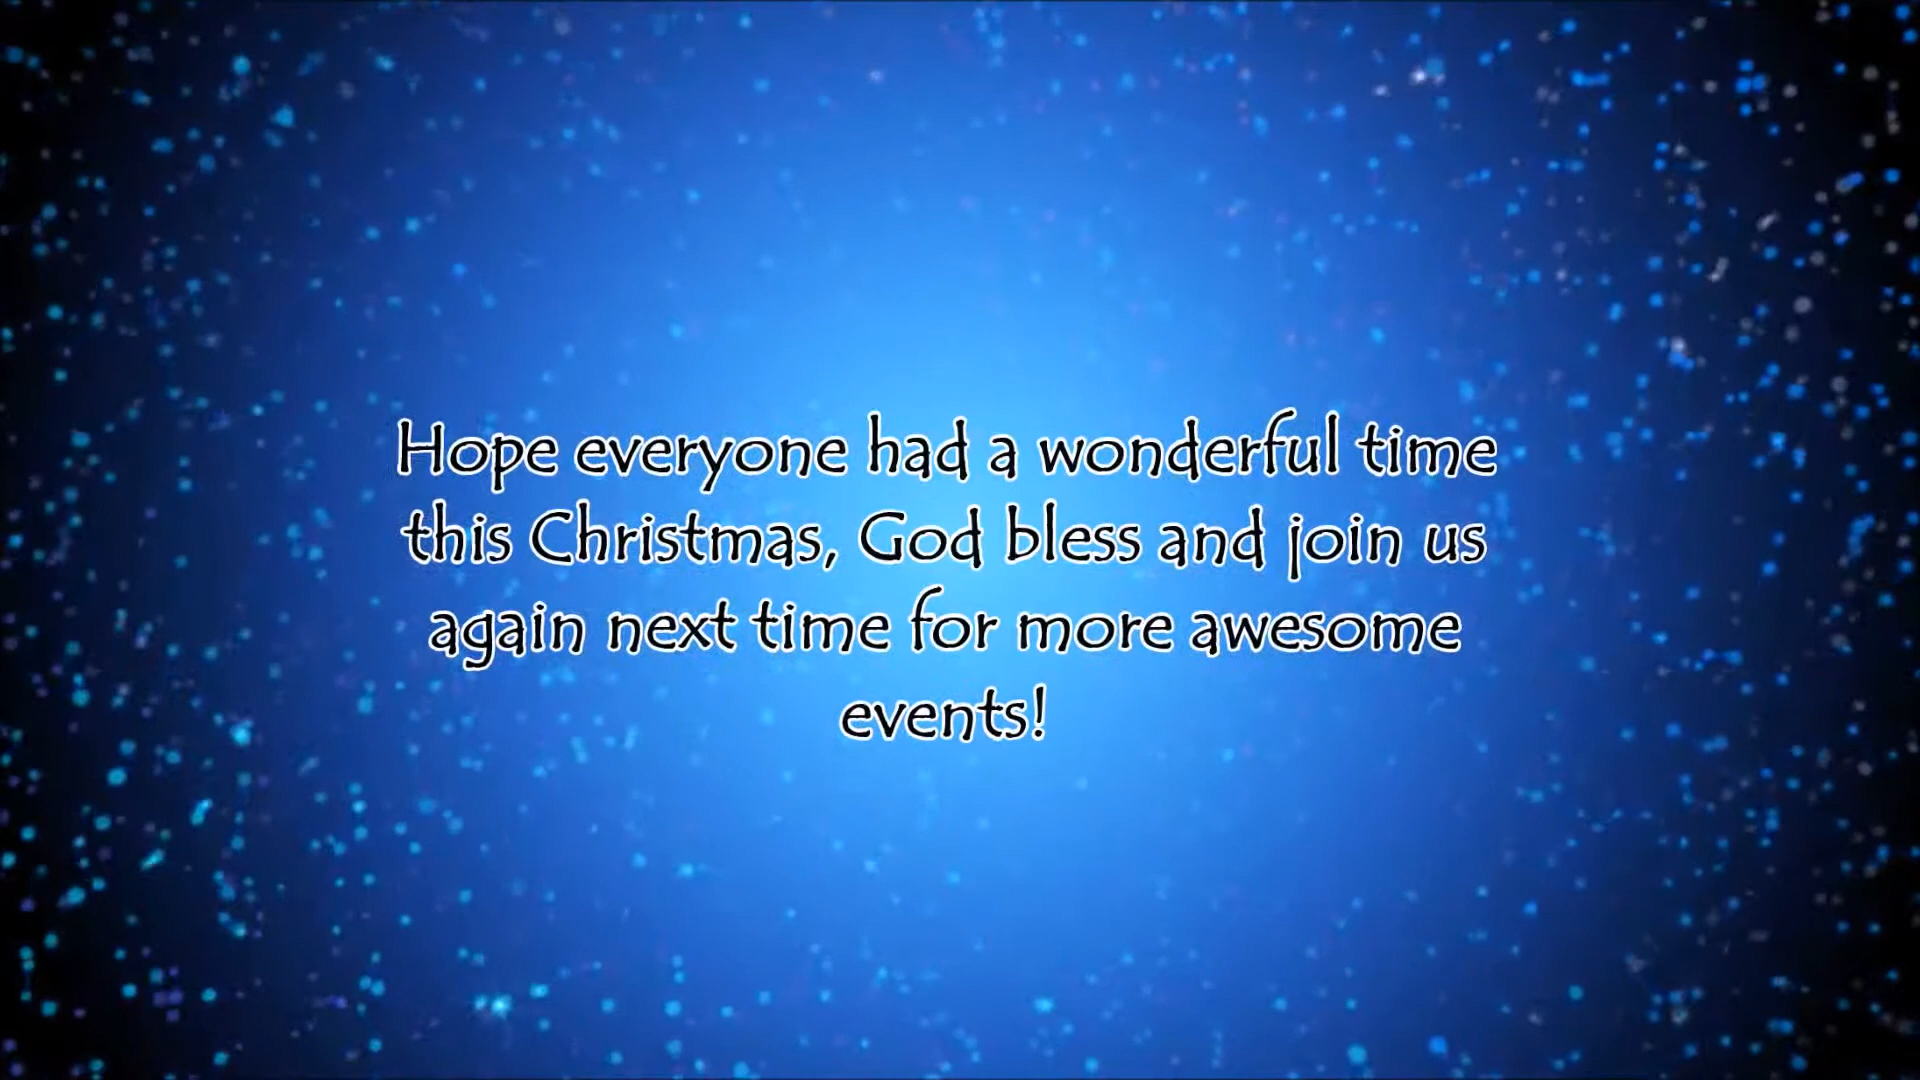 Hope everyone had a wonderful time
this Christmas, God bless and join us
again next time for more awesome
events!